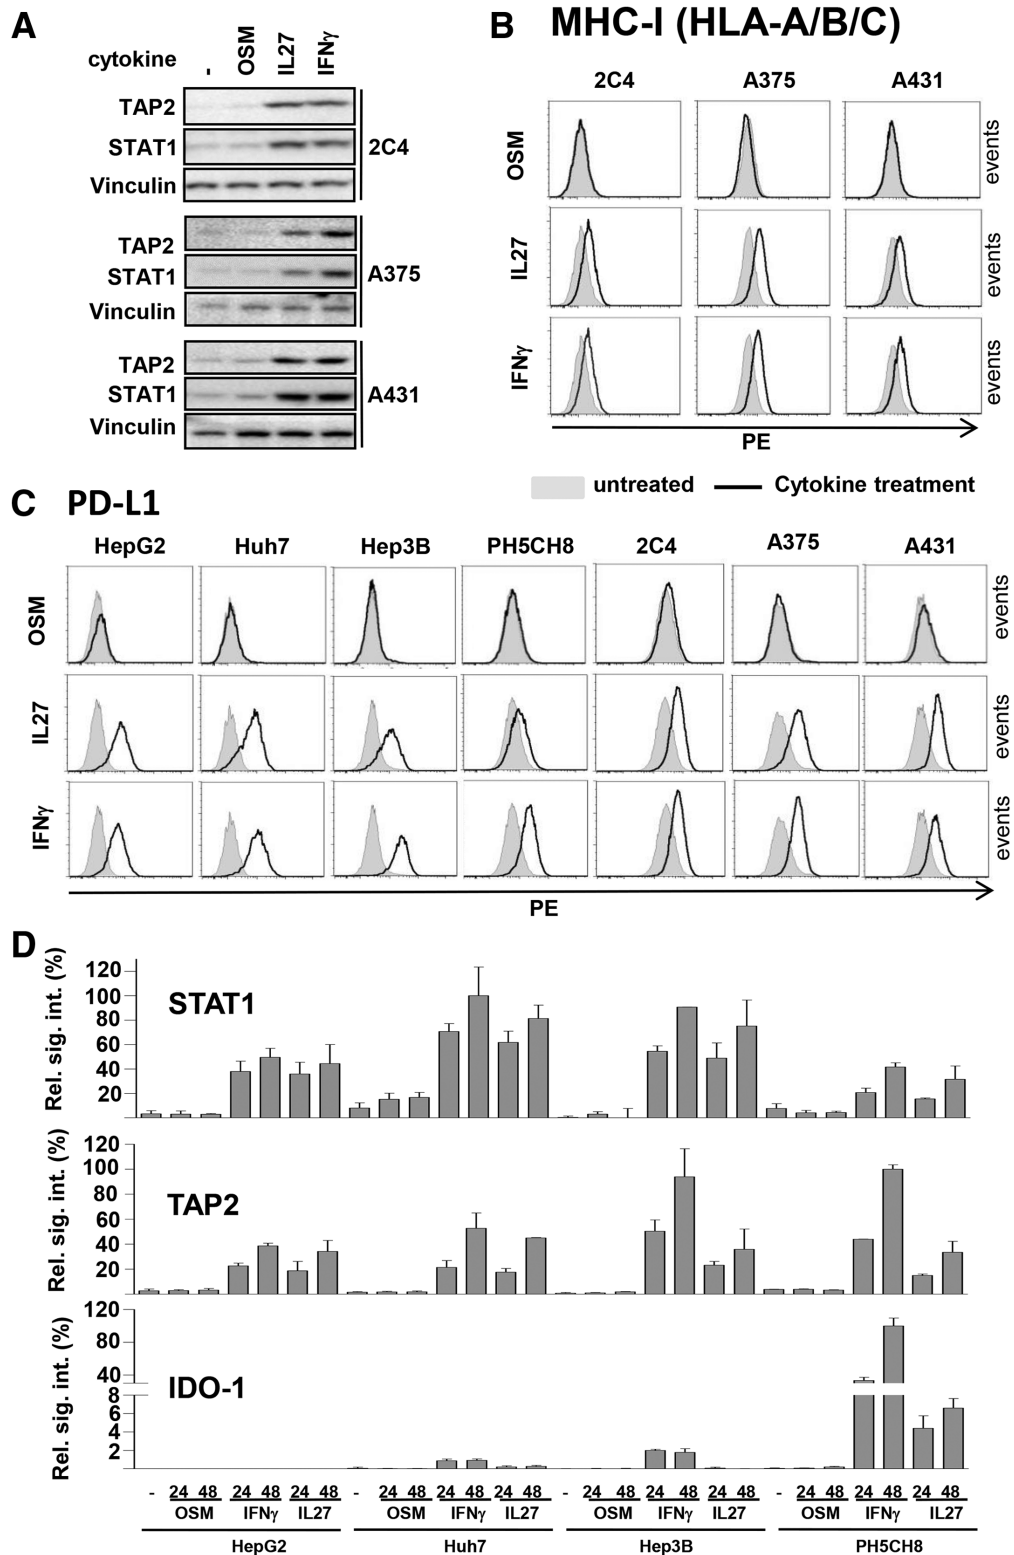 A
cytokine
-
OSM
IL27
IFNγ
TAP2
STAT1
Vinculin
2C4
TAP2
STAT1
Vinculin
A375
TAP2
STAT1
Vinculin
A431
B
MHC-I (HLA-A/B/C)
2C4 A375 A431
OSM
events
IL27
events
IFNγ
events
PE
untreated Cytokine treatment
C PD-L1
HepG2 Huh7 Hep3B PH5CH8 2C4 A375 A431
OSM
events
IL27
events
IFNγ
events
PE
D
Rel. sig. int. (%)
120
100
80
60
40
20
STAT1
Rel. sig. int. (%)
120
100
80
60
40
20
TAP2
Rel. sig. int. (%)
120
80
40
8
6
4
2
IDO-1
- 24 48 24 48 24 48 - 24 48 24 48 24 48 - 24 48 24 48 24 48 - 24 48 24 48 24 48
OSM IFNγ IL27 OSM IFNγ IL27 OSM IFNγ IL27 OSM IFNγ IL27
HepG2 Huh7 Hep3B PH5CH8